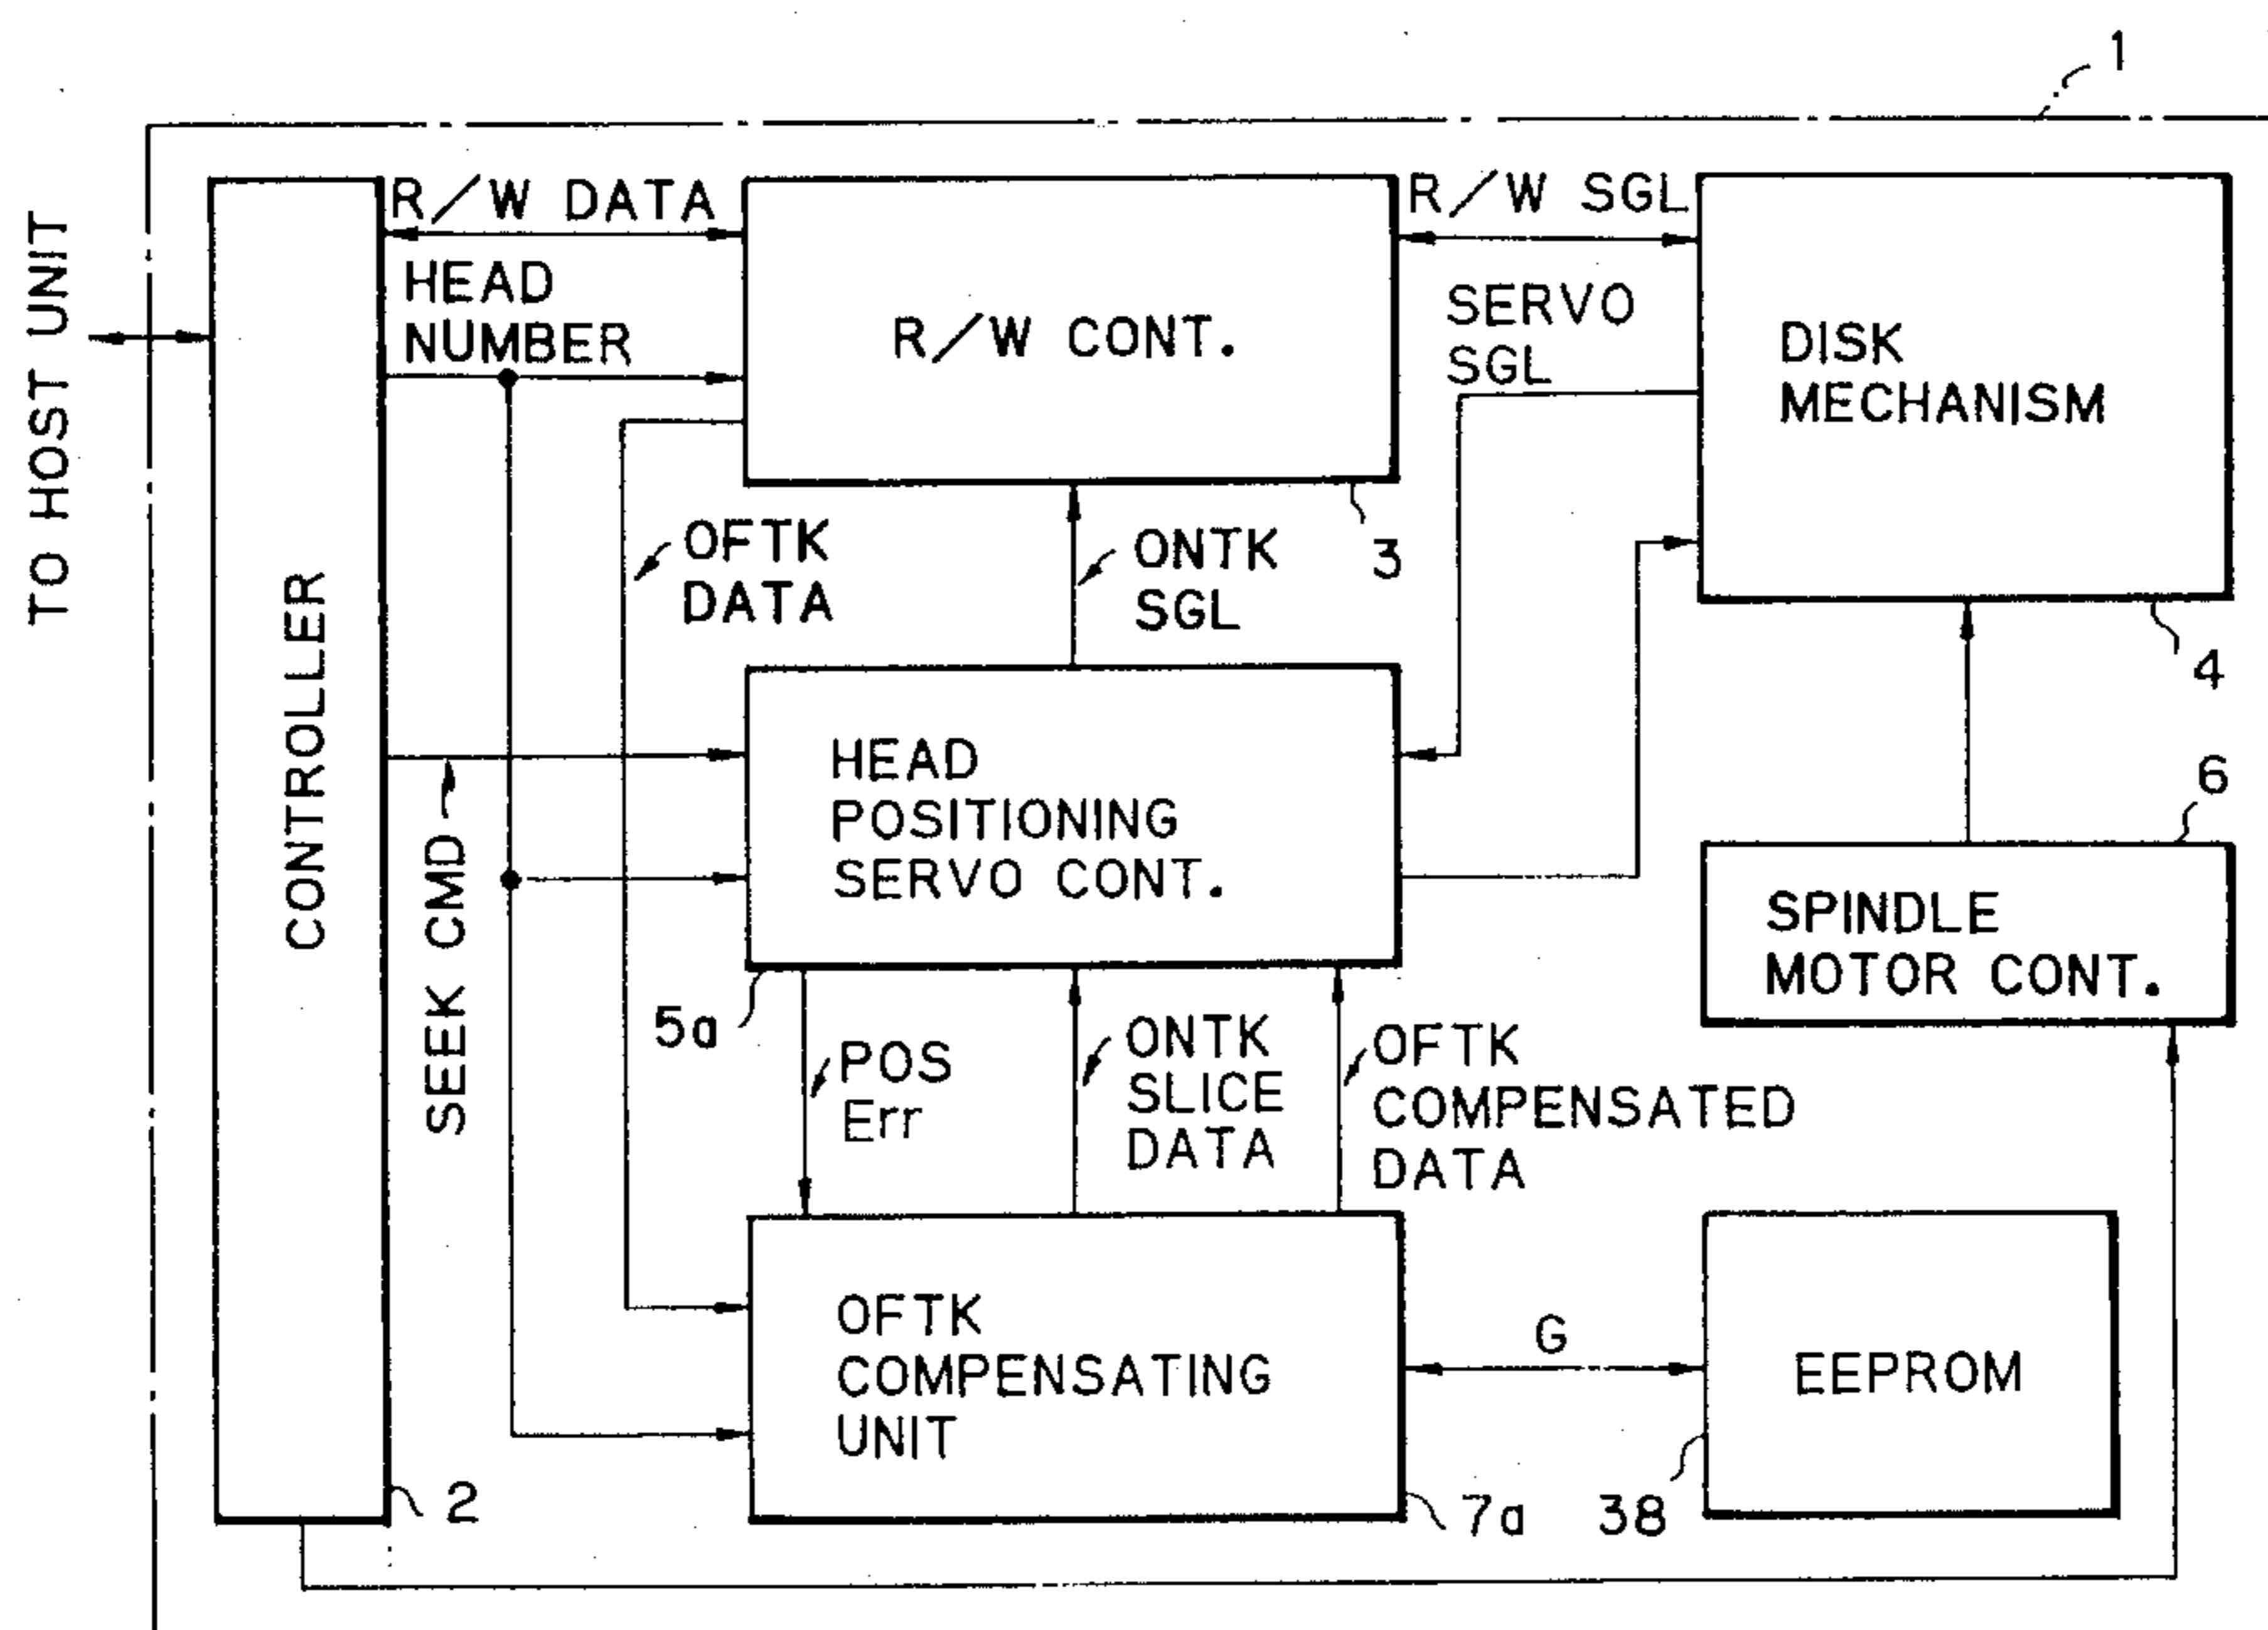 1
TO HOST UNIT
CONTROLLER
2
R/W DATA
HEAD
NUMBER
R/W CONT.
3
R/W SGL
SERVO
SGL
DISK
MECHANISM
4
OFTK
DATA
ONTK
SGL
SEEK CMD
HEAD
POSITIONING
SERVO CONT.
5a
6
SPINDLE
MOTOR CONT.
POS
Err
ONTK
SLICE
DATA
OFTK
COMPENSATED
DATA
OFTK
COMPENSATING
UNIT
7a
G
EEPROM
38